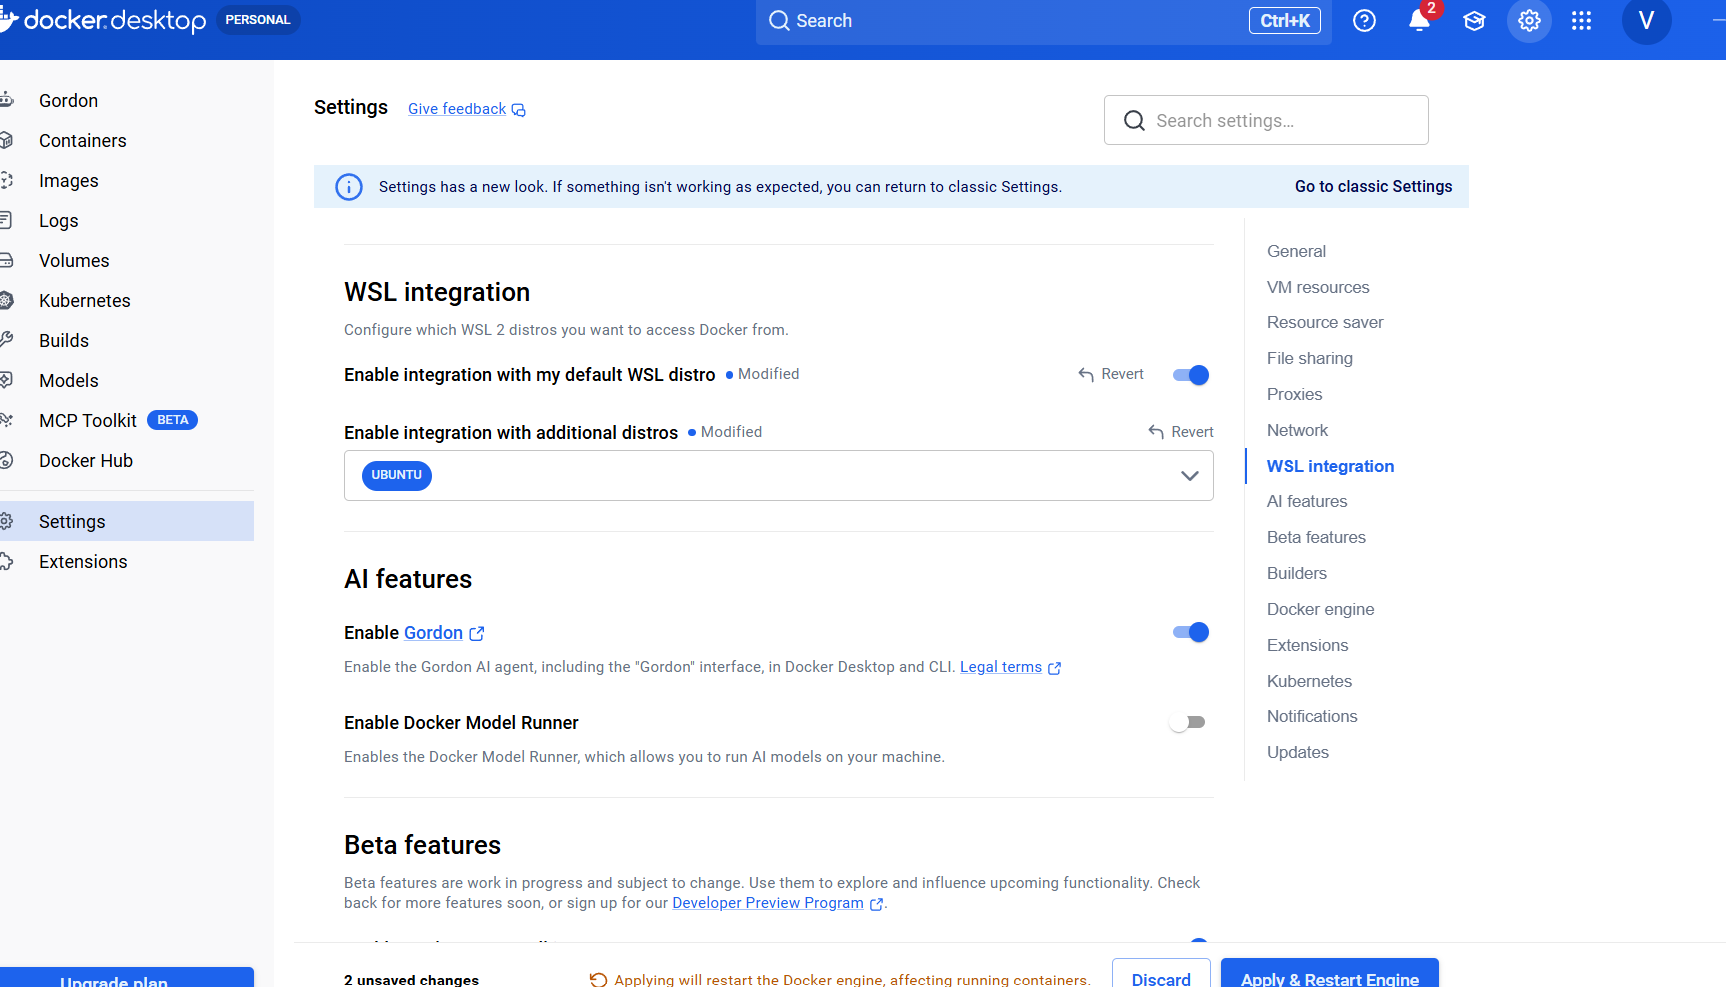 docker.desktop PERSONAL
Search Ctrl+K
2
V
Gordon
Containers
Images
Logs
Volumes
Kubernetes
Builds
Models
MCP Toolkit BETA
Docker Hub
Settings
Extensions
Upgrade plan
Settings Give feedback
Search settings...
Settings has a new look. If something isn't working as expected, you can return to classic Settings. Go to classic Settings
WSL integration
Configure which WSL 2 distros you want to access Docker from.
Enable integration with my default WSL distro Modified Revert
Enable integration with additional distros Modified Revert
UBUNTU
AI features
Enable Gordon
Enable the Gordon AI agent, including the "Gordon" interface, in Docker Desktop and CLI. Legal terms
Enable Docker Model Runner
Enables the Docker Model Runner, which allows you to run AI models on your machine.
Beta features
Beta features are work in progress and subject to change. Use them to explore and influence upcoming functionality. Check
back for more features soon, or sign up for our Developer Preview Program.
General
VM resources
Resource saver
File sharing
Proxies
Network
WSL integration
AI features
Beta features
Builders
Docker engine
Extensions
Kubernetes
Notifications
Updates
2 unsaved changes Applying will restart the Docker engine, affecting running containers. Discard Apply & Restart Engine